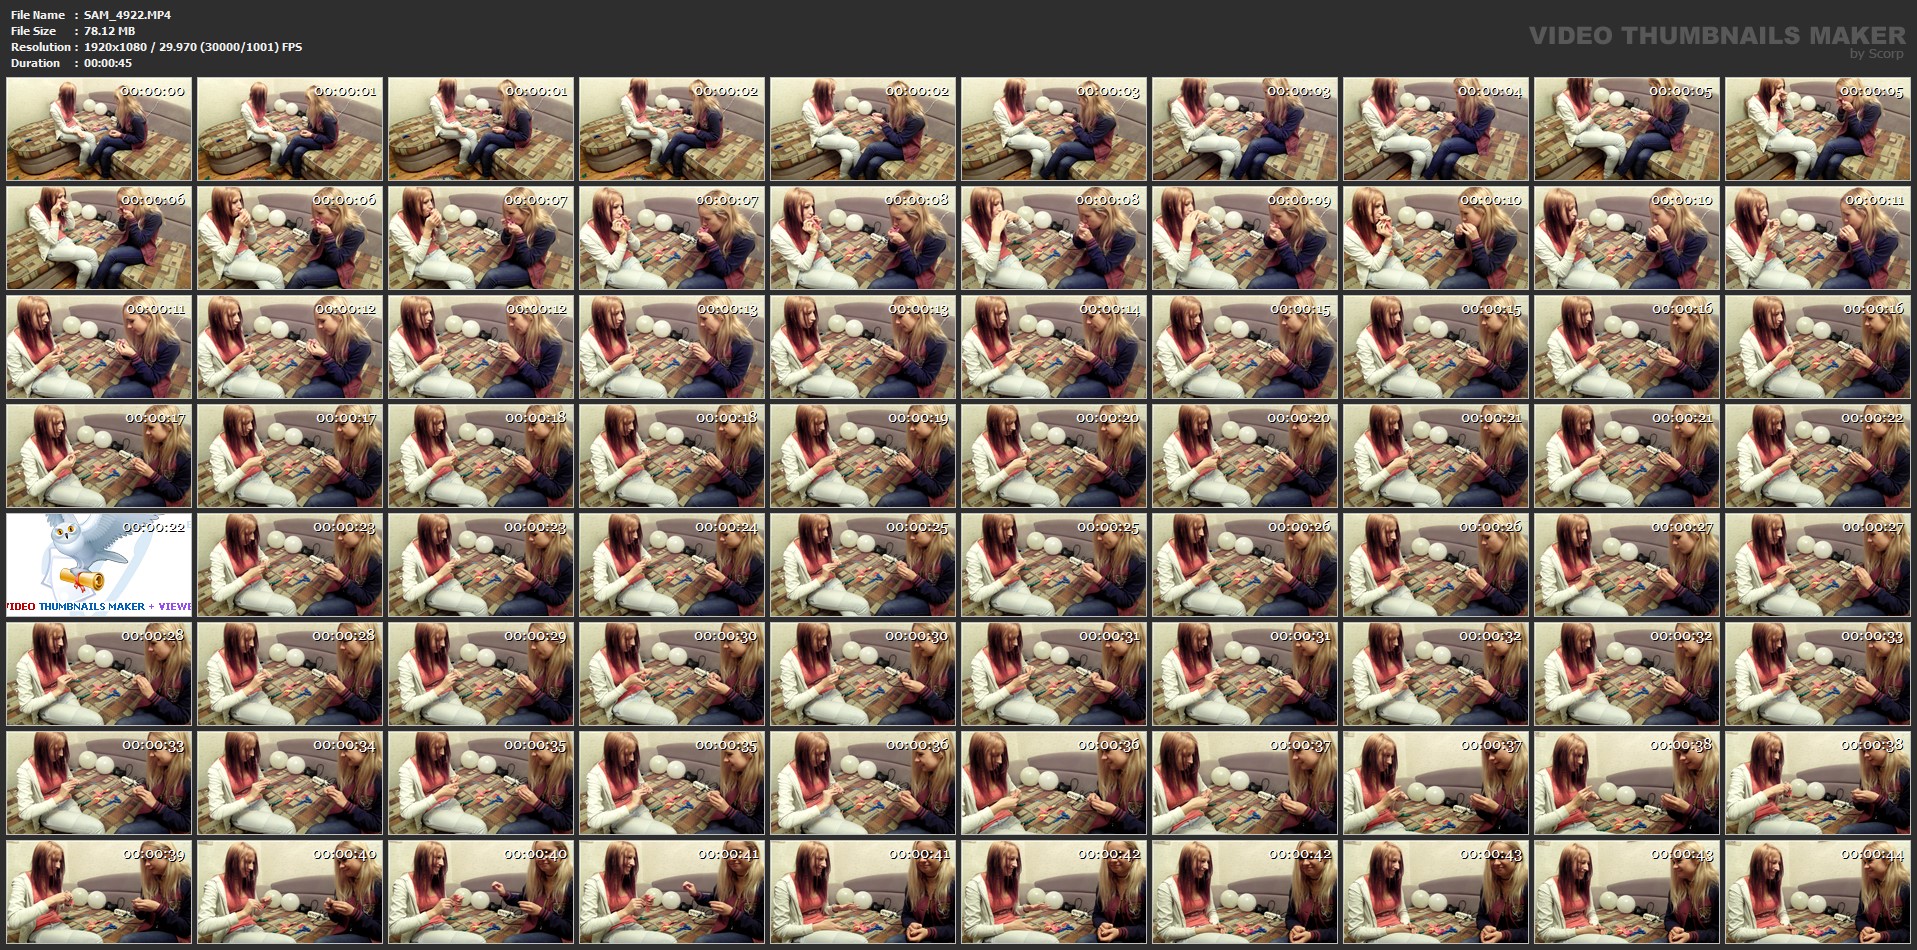 File Name : SAM_4922.MP4
File Size : 78.12 MB
Resolution : 1920x1080 / 29.970 (30000/1001) FPS
Duration : 00:00:45
VIDEO THUMBNAILS MAKER
by Scorp
00:00:00 00:00:01 00:00:01 00:00:02 00:00:02 00:00:03 00:00:03 00:00:04 00:00:05 00:00:05
00:00:06 00:00:06 00:00:07 00:00:07 00:00:08 00:00:08 00:00:09 00:00:10 00:00:10 00:00:11
00:00:11 00:00:12 00:00:12 00:00:13 00:00:13 00:00:14 00:00:15 00:00:15 00:00:16 00:00:16
00:00:17 00:00:17 00:00:18 00:00:18 00:00:19 00:00:20 00:00:20 00:00:21 00:00:21 00:00:22
00:00:22 00:00:23 00:00:23 00:00:24 00:00:25 00:00:25 00:00:26 00:00:26 00:00:27 00:00:27
VIDEO THUMBNAILS MAKER + VIEWE
00:00:28 00:00:28 00:00:29 00:00:30 00:00:30 00:00:31 00:00:31 00:00:32 00:00:32 00:00:33
00:00:33 00:00:34 00:00:35 00:00:35 00:00:36 00:00:36 00:00:37 00:00:37 00:00:38 00:00:38
00:00:39 00:00:40 00:00:40 00:00:41 00:00:41 00:00:42 00:00:42 00:00:43 00:00:43 00:00:44